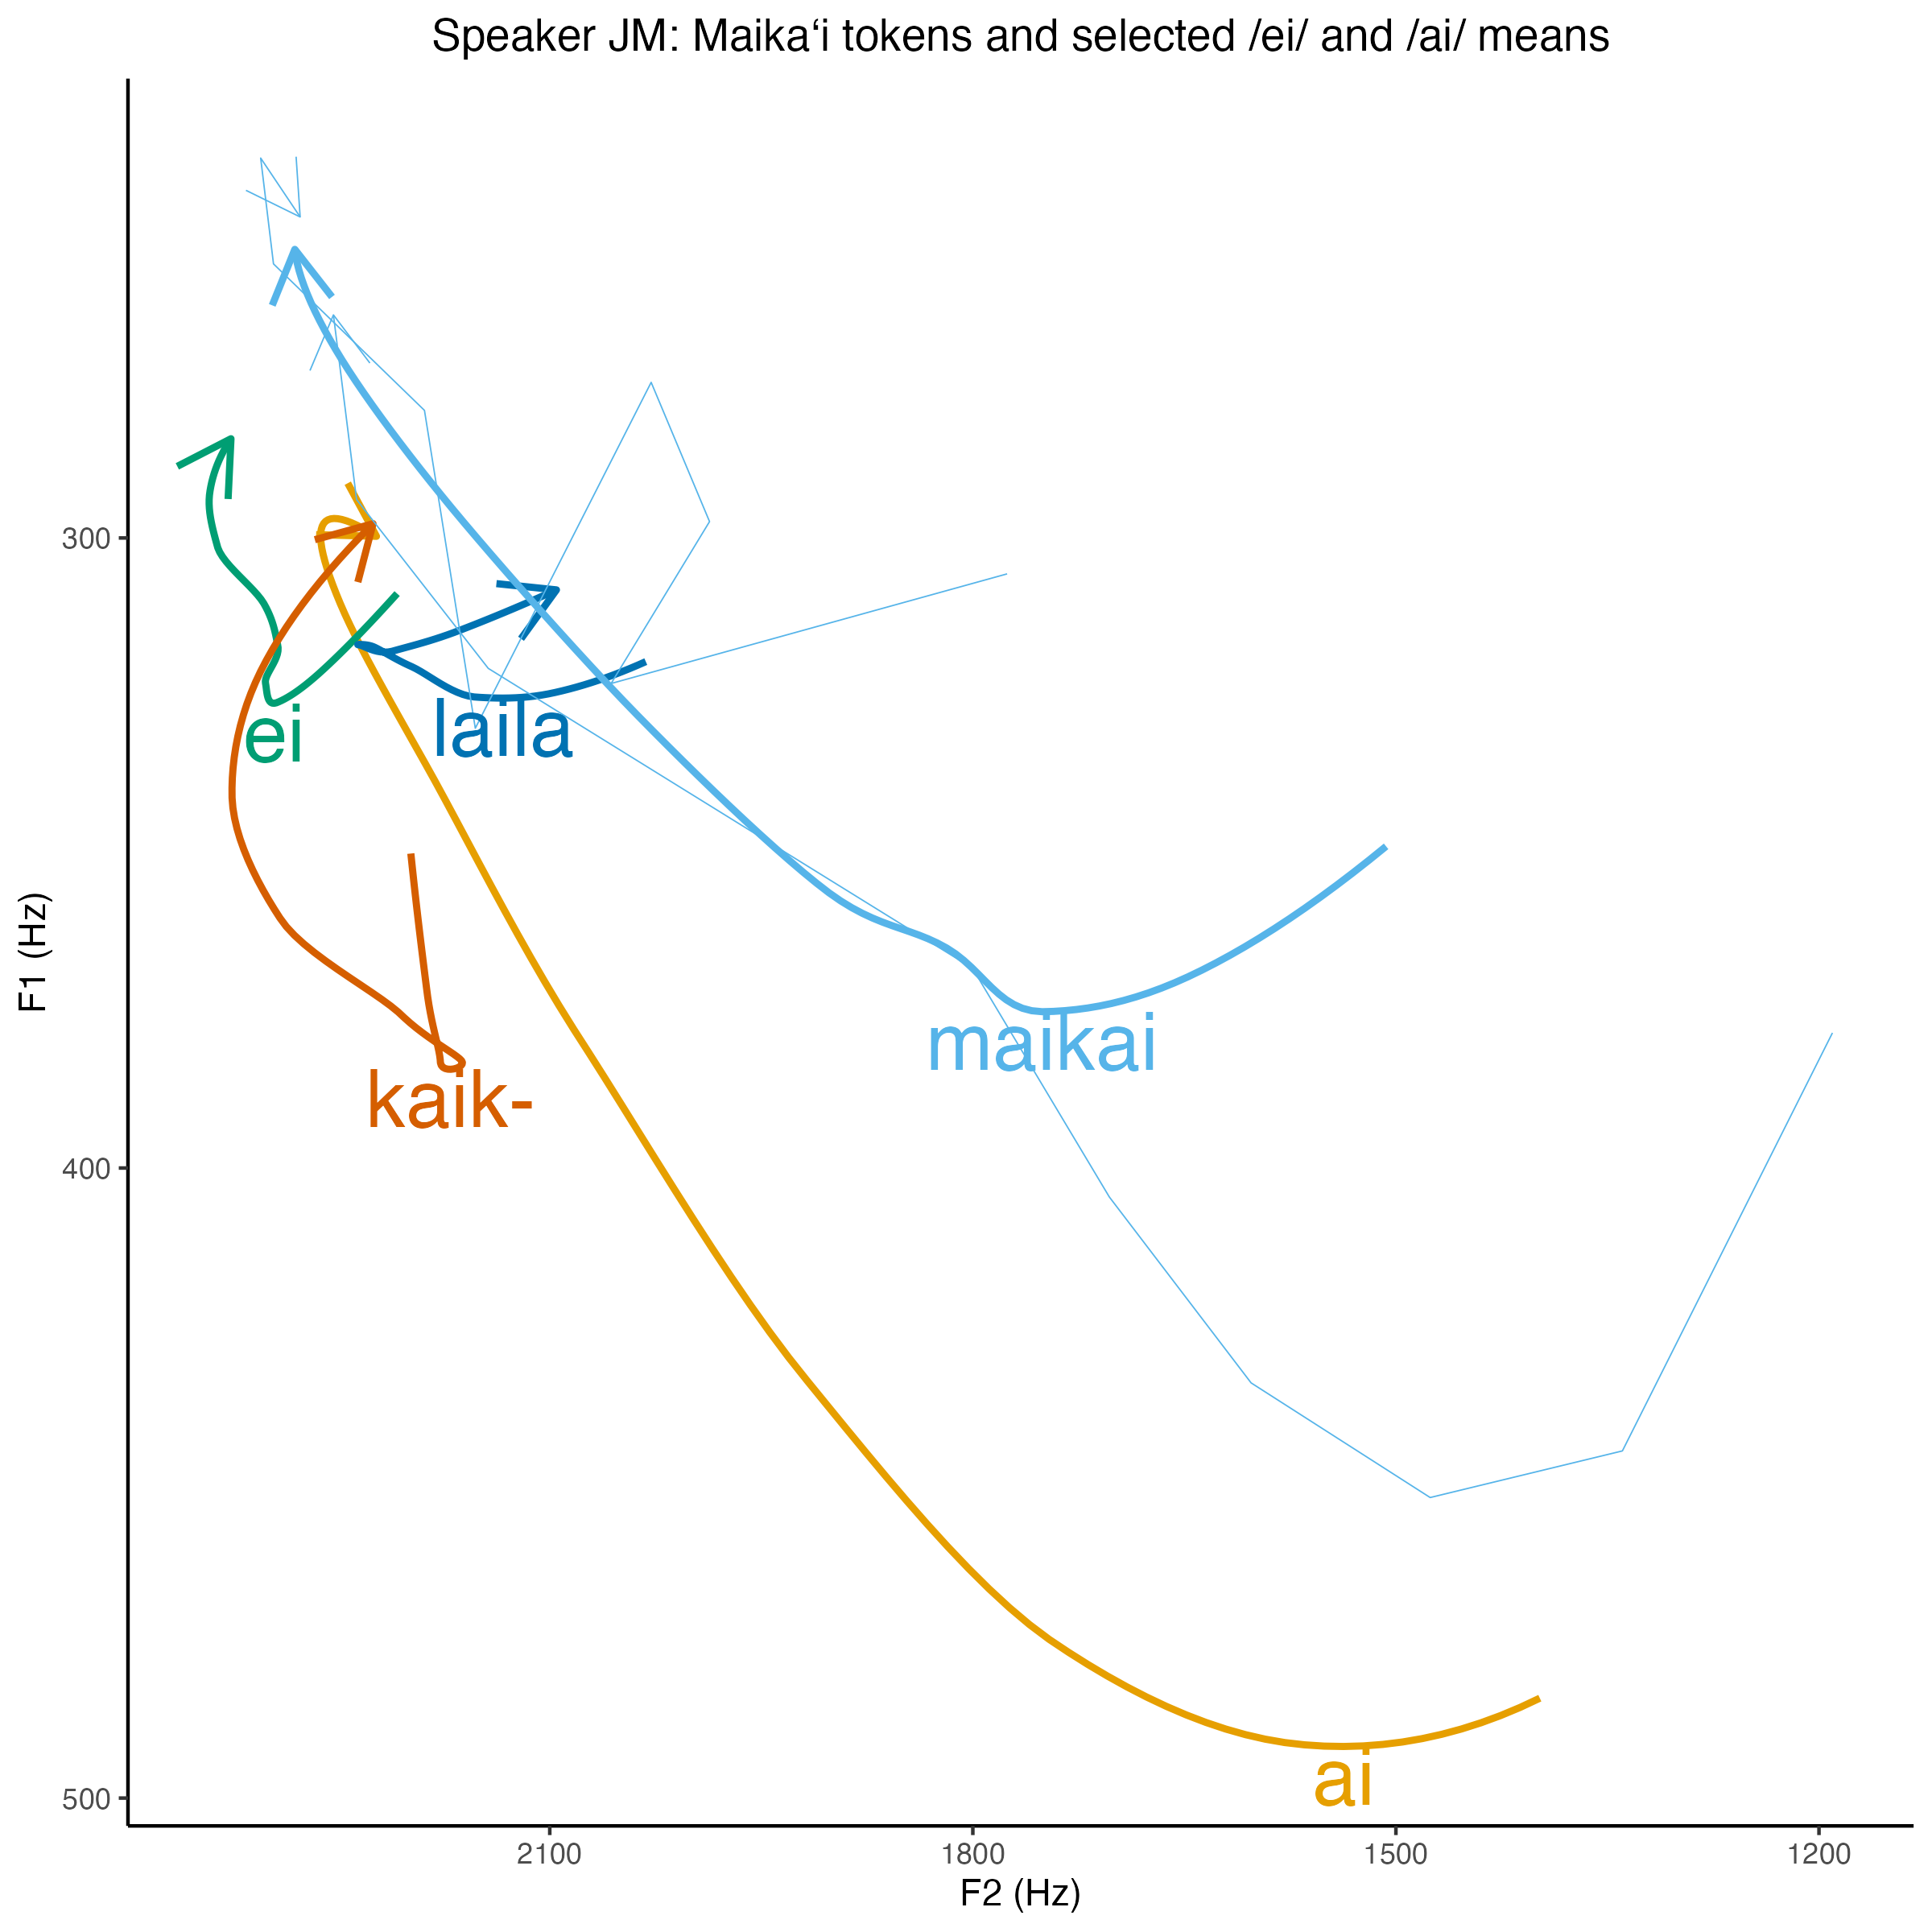 Speaker JM: Maika‘i tokens and selected /ei/ and /ai/ means
300
ei
laila
F1 (Hz)
maikai
kaik-
400
ai
500
2100
1800
1500
1200
F2 (Hz)